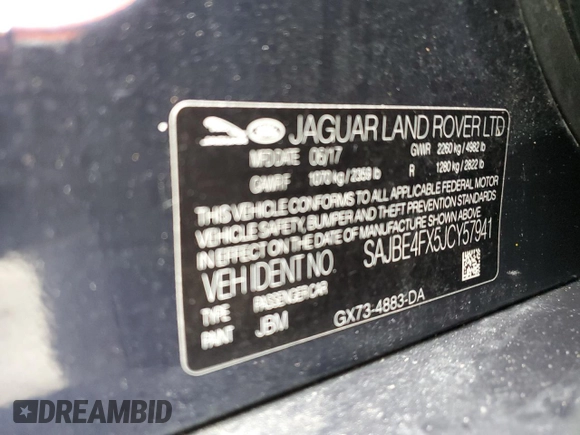 JAGUAR LAND ROVER LTD
MFD DATE 06/17 GVWR 2260 kg / 4982 lb
GAWR F 1070 kg / 2359 lb R 1280 kg / 2822 lb
THIS VEHICLE CONFORMS TO ALL APPLICABLE FEDERAL MOTOR
VEHICLE SAFETY, BUMPER AND THEFT PREVENTION STANDARDS
IN EFFECT ON THE DATE OF MANUFACTURE SHOWN ABOVE
VEH IDENT NO. SAJBE4FX5JCY57941
TYPE PASSENGER CAR
PAINT JBM GX73-4883-DA
DREAMBID